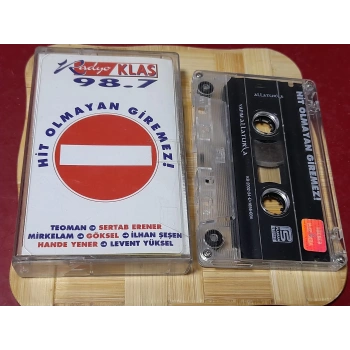 Radyo KLAS
98.7
HİT OLMAYAN GİREMEZ!
TEOMAN SERTAB ERENER
MİRKELAM GÖKSEL İLHAN ŞEŞEN
HANDE YENER LEVENT YÜKSEL
HİT OLMAYAN GİREMEZ!